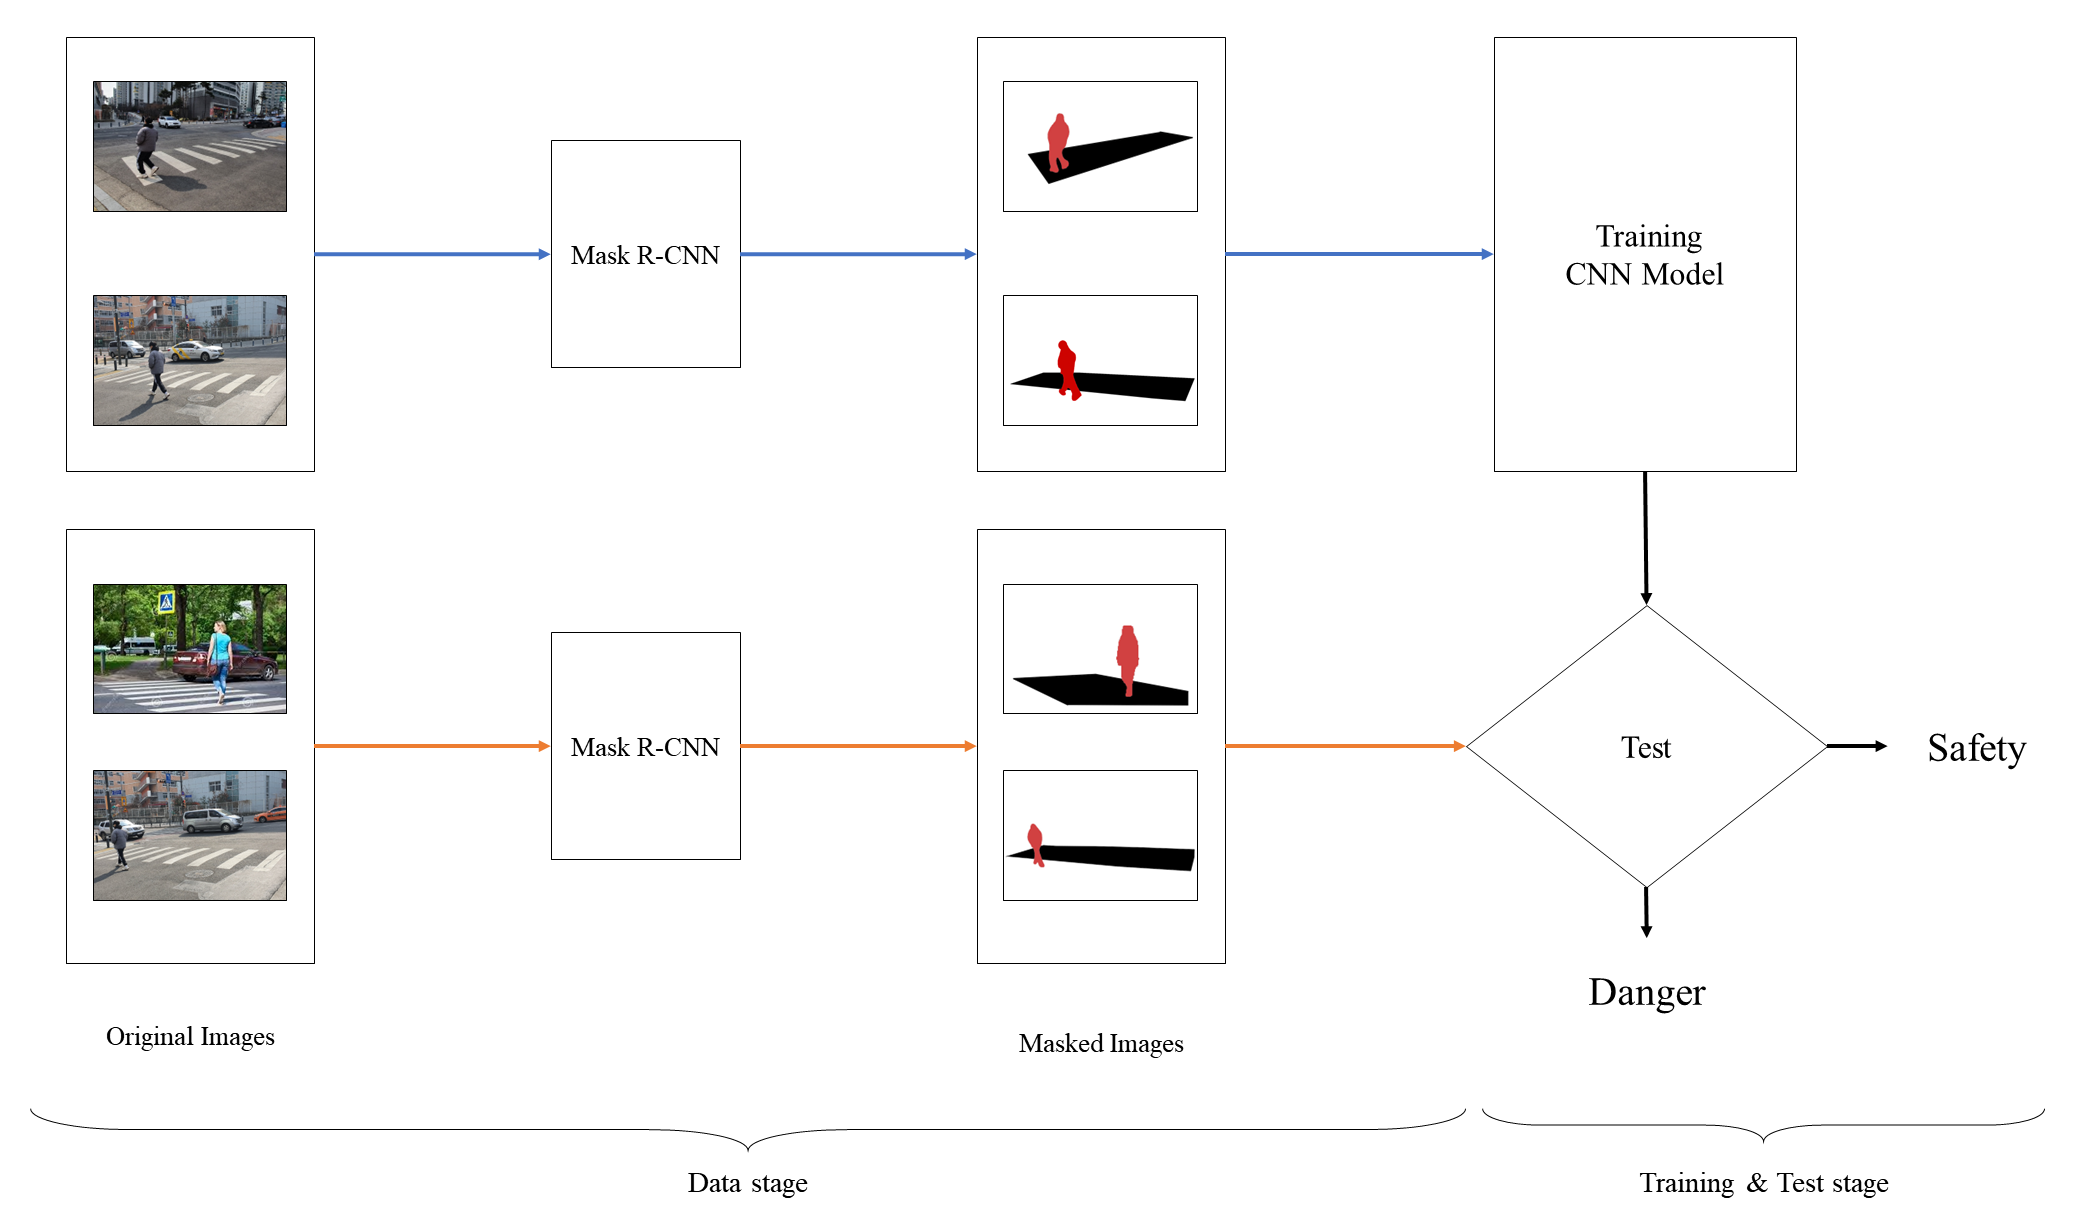 Mask R-CNN
Training
CNN Model
Mask R-CNN
Test
Safety
Danger
Original Images
Masked Images
Data stage
Training & Test stage